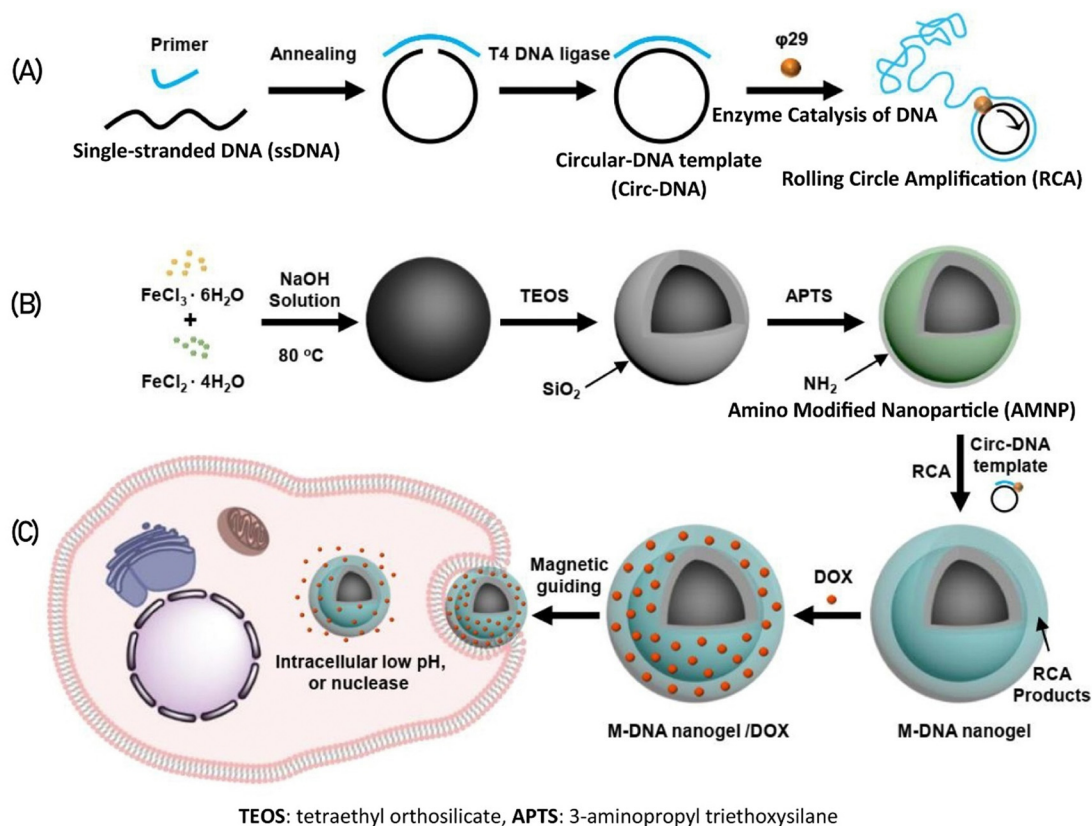 (A)
Primer
Single-stranded DNA (ssDNA)
Annealing
T4 DNA ligase
Circular-DNA template
(Circ-DNA)
φ29
Enzyme Catalysis of DNA
Rolling Circle Amplification (RCA)
(B)
FeCl₃ · 6H₂O
+
FeCl₂ · 4H₂O
NaOH
Solution
80 °C
TEOS
SiO₂
APTS
NH₂
Amino Modified Nanoparticle (AMNP)
RCA
Circ-DNA
template
(C)
Intracellular low pH,
or nuclease
Magnetic
guiding
M-DNA nanogel /DOX
DOX
RCA
Products
M-DNA nanogel
TEOS: tetraethyl orthosilicate, APTS: 3-aminopropyl triethoxysilane